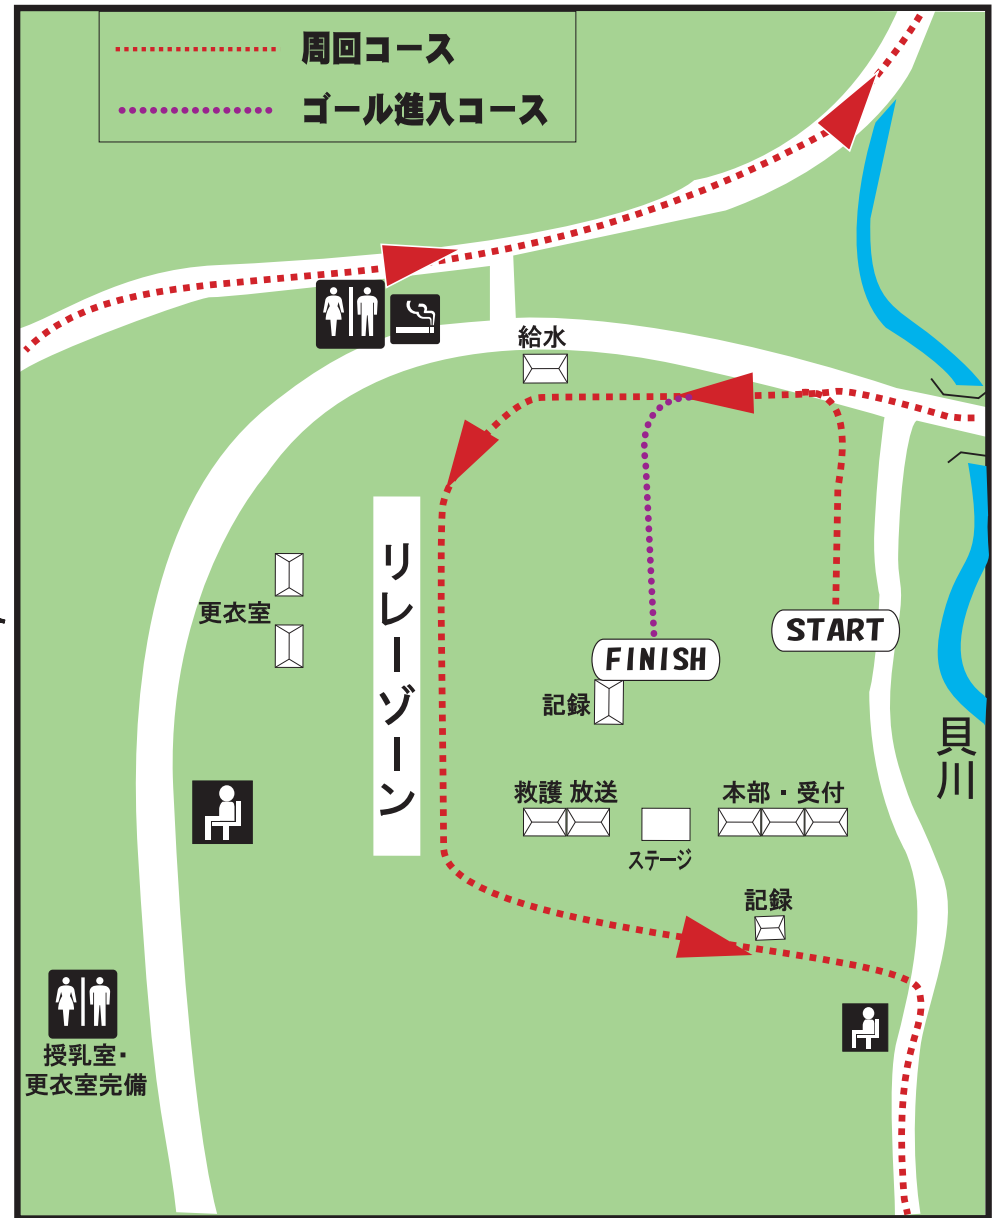 周回コース
ゴール進入コース
給水
リレーゾーン
更衣室
START
FINISH
記録
貝川
救護 放送
本部・受付
ステージ
記録
授乳室・
更衣室完備